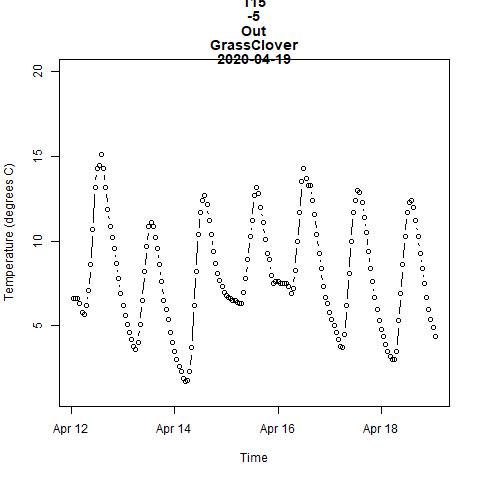 T15
-5
Out
GrassClover
2020-04-19
Temperature (degrees C)
20
15
10
5
Apr 12
Apr 14
Apr 16
Apr 18
Time